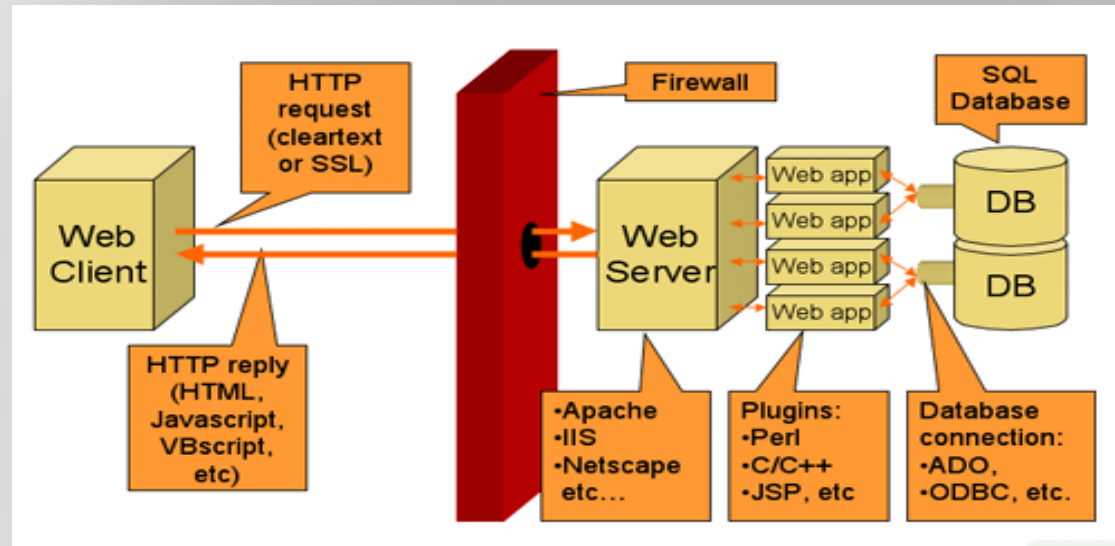 HTTP
request
(cleartext
or SSL)
Firewall
SQL
Database
Web
Client
Web
Server
Web app
Web app
Web app
Web app
DB
DB
HTTP reply
(HTML,
Javascript,
VBscript,
etc)
•Apache
•IIS
•Netscape
etc…
Plugins:
•Perl
•C/C++
•JSP, etc
Database
connection:
•ADO,
•ODBC, etc.